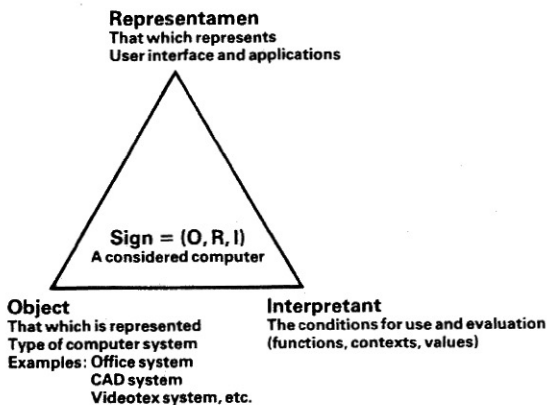 Representamen
That which represents
User interface and applications
Sign = (O, R, I)
A considered computer
Object
That which is represented
Type of computer system
Examples: Office system
CAD system
Videotex system, etc.
Interpretant
The conditions for use and evaluation
(functions, contexts, values)